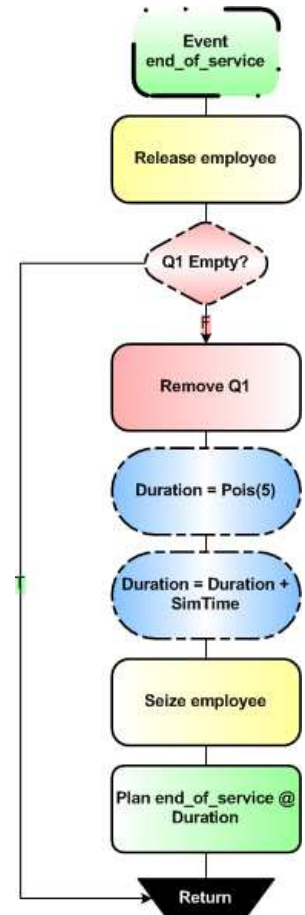 Event
end_of_service
Release employee
Q1 Empty?
F
Remove Q1
Duration = Pois(5)
T
Duration = Duration +
SimTime
Seize employee
Plan end_of_service @
Duration
Return